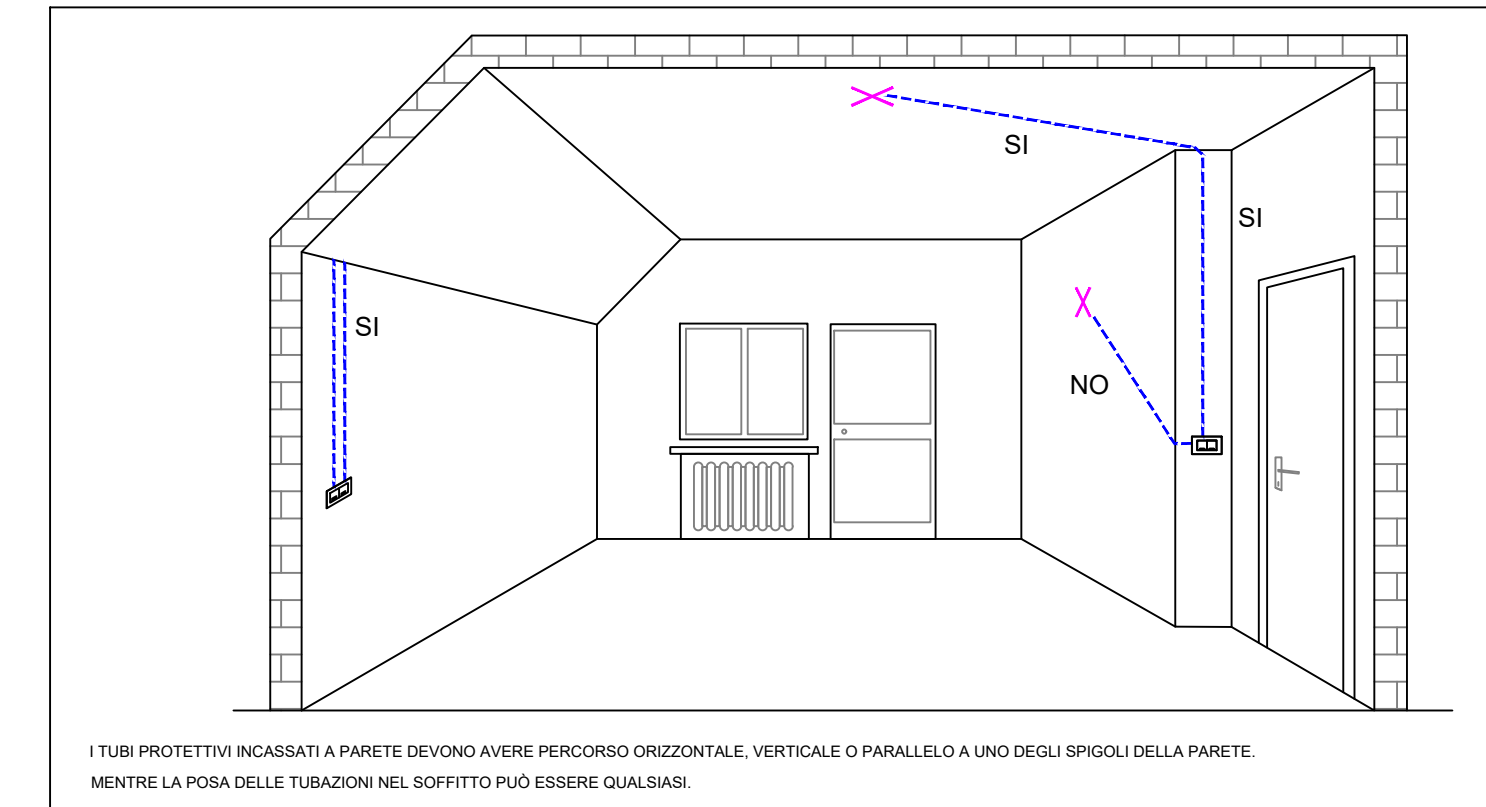 SI
SI
SI
NO
I TUBI PROTETTIVI INCASSATI A PARETE DEVONO AVERE PERCORSO ORIZZONTALE, VERTICALE O PARALLELO A UNO DEGLI SPIGOLI DELLA PARETE.
MENTRE LA POSA DELLE TUBAZIONI NEL SOFFITTO PUÒ ESSERE QUALSIASI.